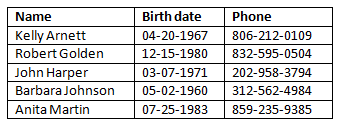 Name Birth date Phone
Kelly Arnett 04-20-1967 806-212-0109
Robert Golden 12-15-1980 832-595-0504
John Harper 03-07-1971 202-958-3794
Barbara Johnson 05-02-1960 312-562-4984
Anita Martin 07-25-1983 859-235-9385